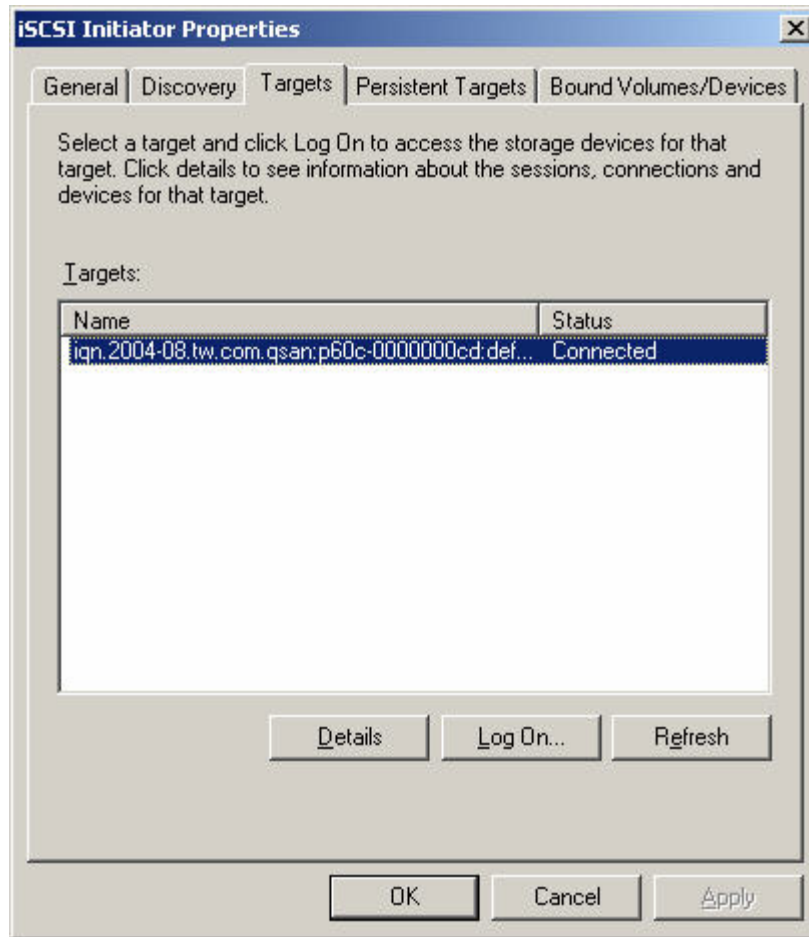 iSCSI Initiator Properties
General Discovery Targets Persistent Targets Bound Volumes/Devices
Select a target and click Log On to access the storage devices for that
target. Click details to see information about the sessions, connections and
devices for that target.
Targets:
Name Status
iqn.2004-08.tw.com.qsan:p60c-0000000cd:def... Connected
Details Log On... Refresh
OK Cancel Apply